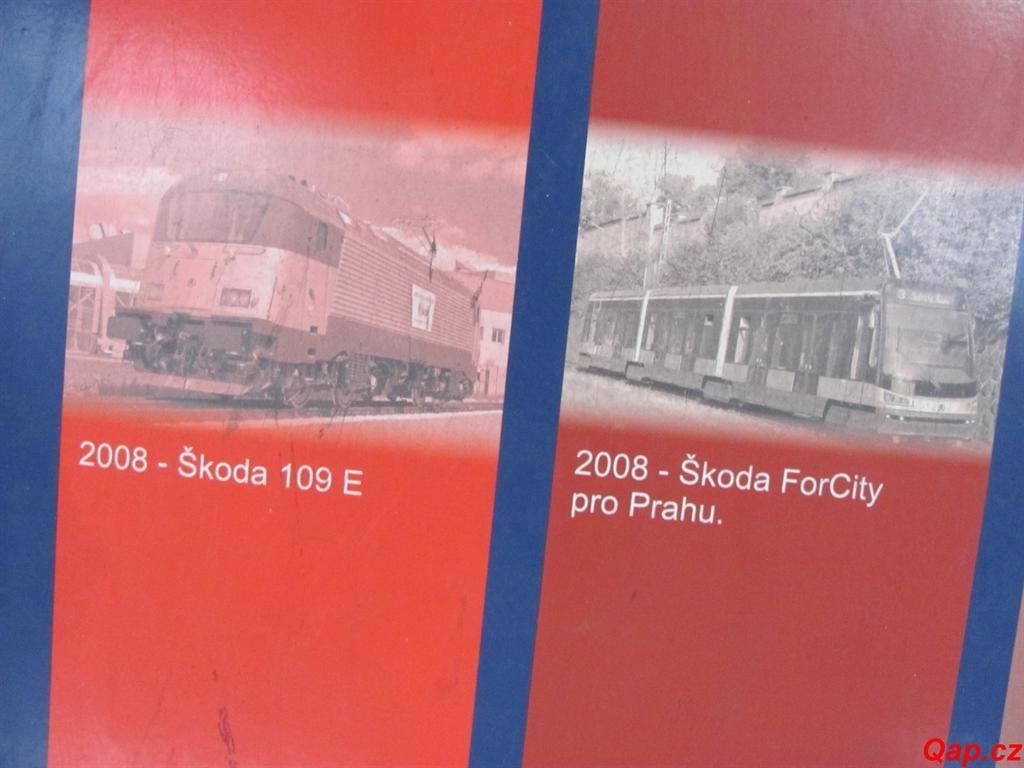 2008 - Škoda 109 E
2008 - Škoda ForCity
pro Prahu.
Qap.cz